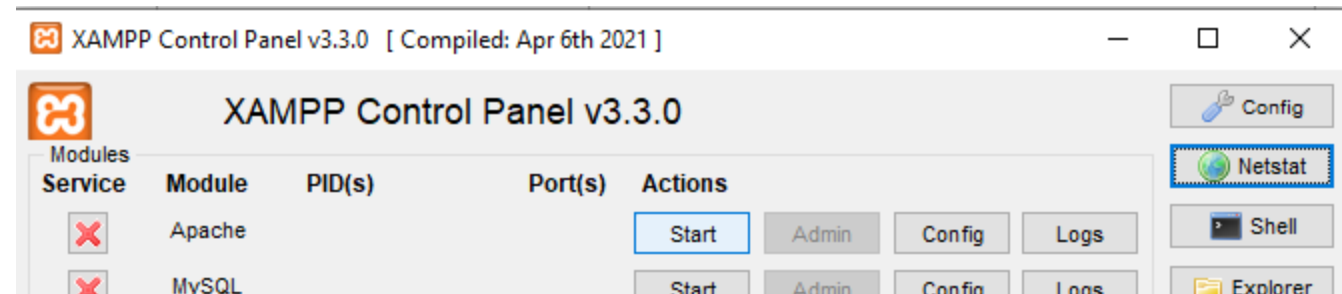 XAMPP Control Panel v3.3.0 [ Compiled: Apr 6th 2021 ]
XAMPP Control Panel v3.3.0
Config
Modules
Netstat
Service Module PID(s) Port(s) Actions
Apache Start Admin Config Logs
Shell
MySQL Start Admin Config Logs
Explorer